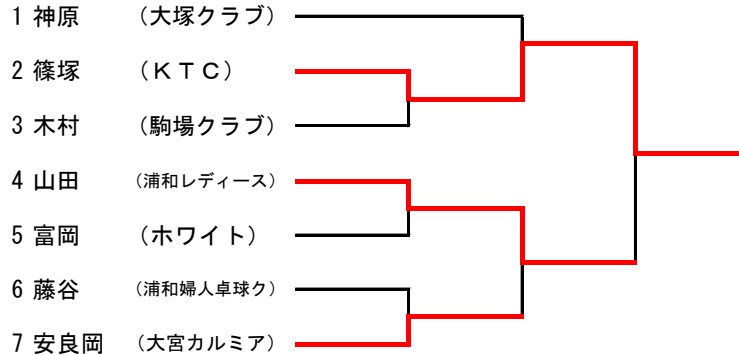 1 神原 （大塚クラブ）
2 篠塚 （ＫＴＣ）
3 木村 （駒場クラブ）
4 山田 （浦和レディース）
5 富岡 （ホワイト）
6 藤谷 （浦和婦人卓球ク）
7 安良岡 （大宮カルミア）